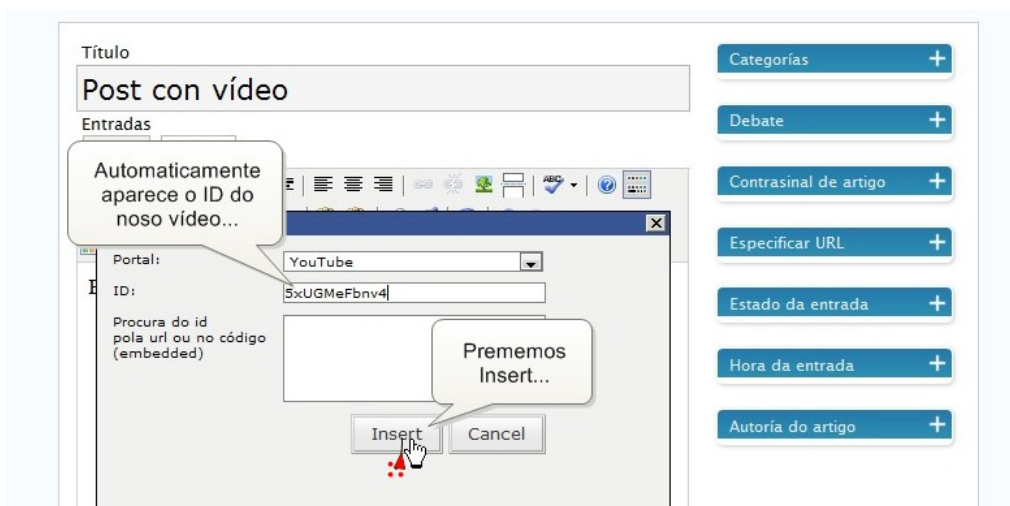 Título
Post con vídeo
Entradas
Automaticamente
aparece o ID do
noso vídeo...
ABC
Portal:
YouTube
ID:
5xUGMeFbnv4
Procura do id
pola url ou no código
(embedded)
Prememos
Insert...
Insert
Cancel
Categorías
Debate
Contrasinal de artigo
Especificar URL
Estado da entrada
Hora da entrada
Autoría do artigo